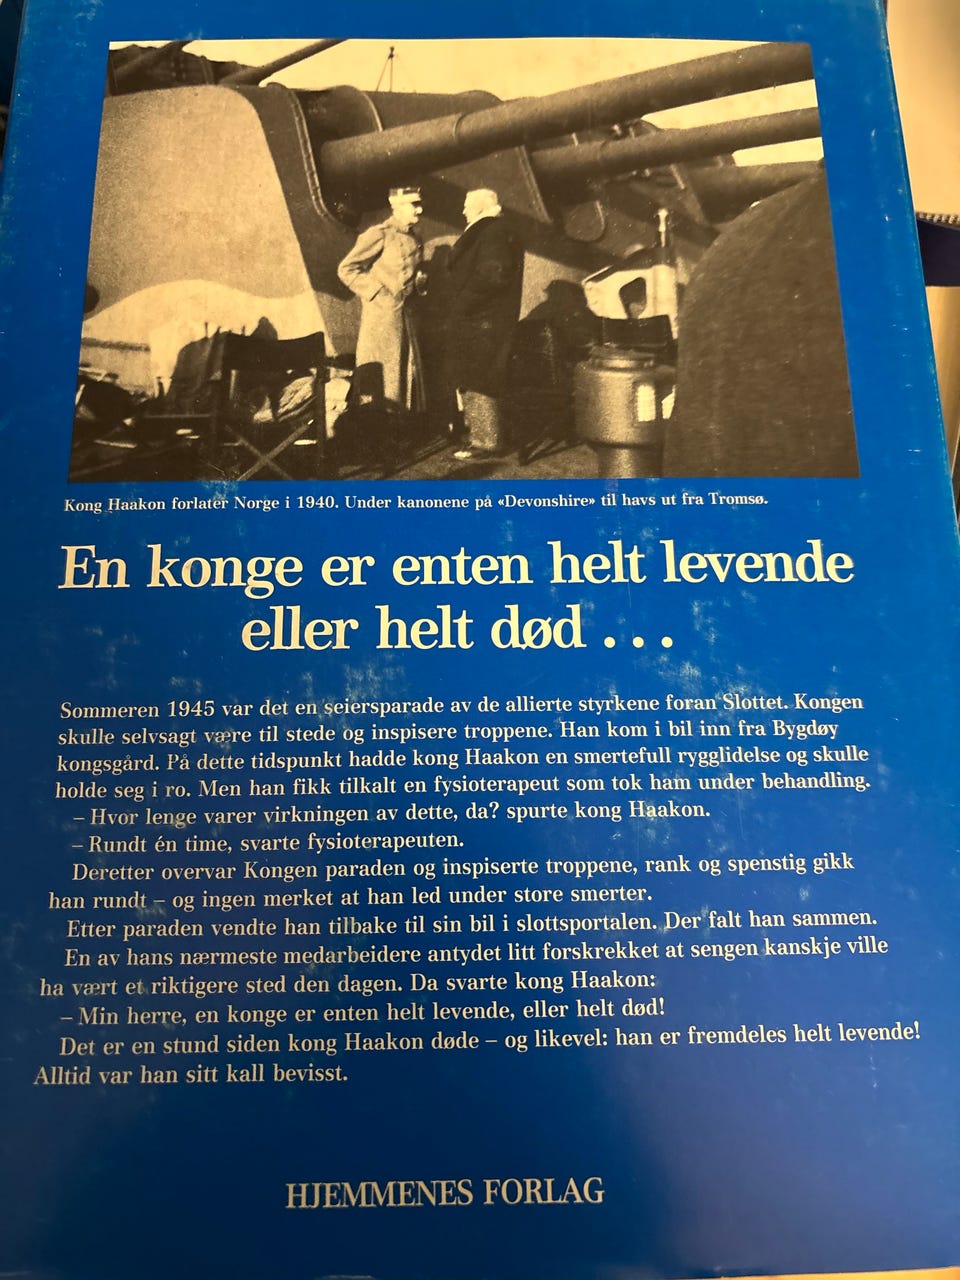 Kong Haakon forlater Norge i 1940. Under kanonene på «Devonshire» til havs ut fra Tromsø.
En konge er enten helt levende
eller helt død . . .
Sommeren 1945 var det en seiersparade av de allierte styrkene foran Slottet. Kongen
skulle selvsagt være til stede og inspisere troppene. Han kom i bil inn fra Bygdøy
kongsgård. På dette tidspunkt hadde kong Haakon en smertefull rygglidelse og skulle
holde seg i ro. Men han fikk tilkalt en fysioterapeut som tok ham under behandling.
– Hvor lenge varer virkningen av dette, da? spurte kong Haakon.
– Rundt én time, svarte fysioterapeuten.
Deretter overvar Kongen paraden og inspiserte troppene, rank og spenstig gikk
han rundt – og ingen merket at han led under store smerter.
Etter paraden vendte han tilbake til sin bil i slottsportalen. Der falt han sammen.
En av hans nærmeste medarbeidere antydet litt forskrekket at sengen kanskje ville
ha vært et riktigere sted den dagen. Da svarte kong Haakon:
– Min herre, en konge er enten helt levende, eller helt død!
Det er en stund siden kong Haakon døde – og likevel: han er fremdeles helt levende!
Alltid var han sitt kall bevisst.
HJEMMENES FORLAG